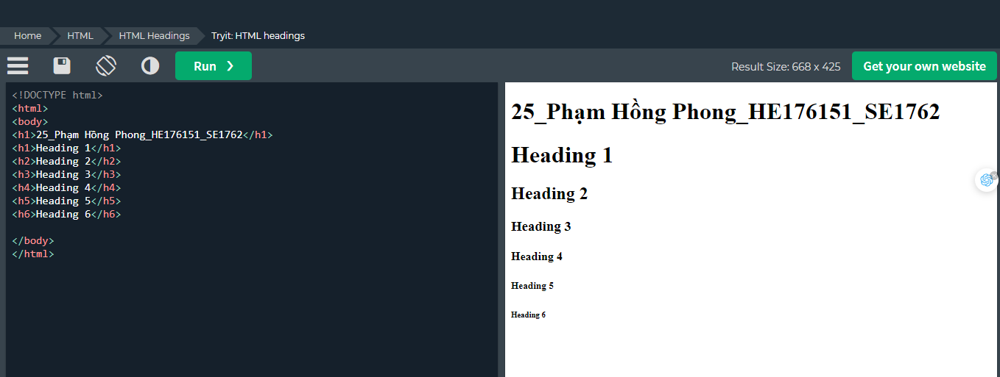 Home HTML HTML Headings Tryit: HTML headings
Run ❯ Result Size: 668 x 425 Get your own website
<!DOCTYPE html>
<html>
<body>
<h1>25_Phạm Hồng Phong_HE176151_SE1762</h1>
<h1>Heading 1</h1>
<h2>Heading 2</h2>
<h3>Heading 3</h3>
<h4>Heading 4</h4>
<h5>Heading 5</h5>
<h6>Heading 6</h6>
</body>
</html>
25_Phạm Hồng Phong_HE176151_SE1762
Heading 1
Heading 2
Heading 3
Heading 4
Heading 5
Heading 6